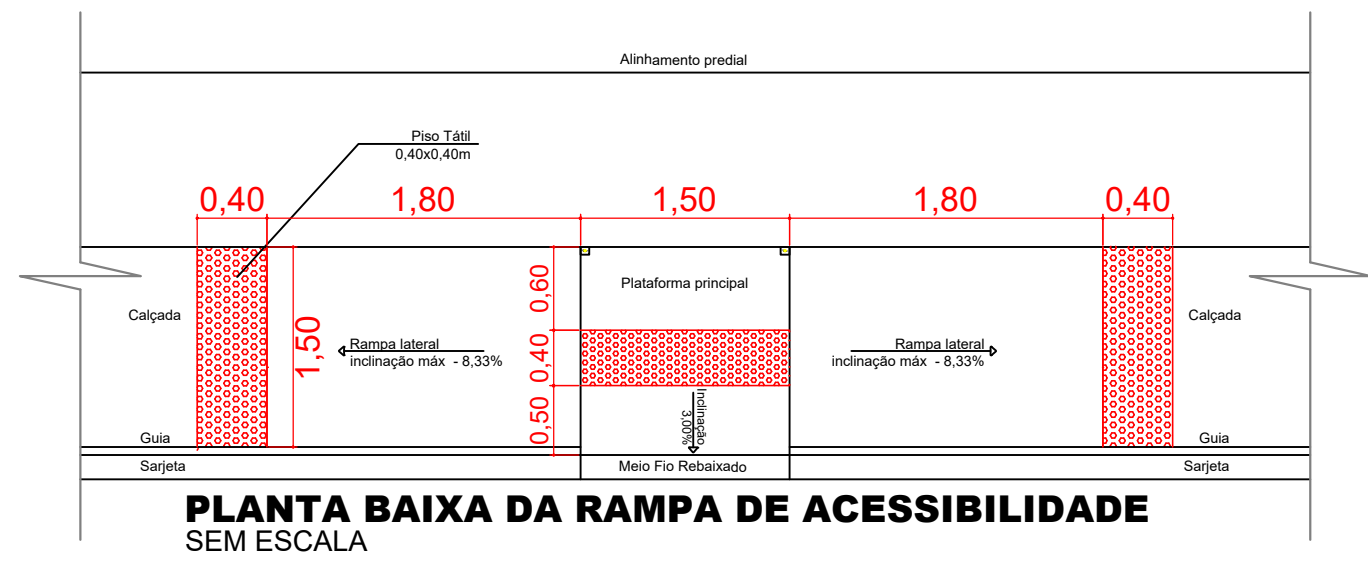 Alinhamento predial
Piso Tátil
0,40x0,40m
0,40
1,80
1,50
1,80
0,40
Plataforma principal
0,60
Calçada
Calçada
1,50
Rampa lateral
inclinação máx - 8,33%
0,40
Rampa lateral
inclinação máx - 8,33%
0,50
Inclinação
3,00%
Guia
Guia
Sarjeta
Meio Fio Rebaixado
Sarjeta
PLANTA BAIXA DA RAMPA DE ACESSIBILIDADE
SEM ESCALA